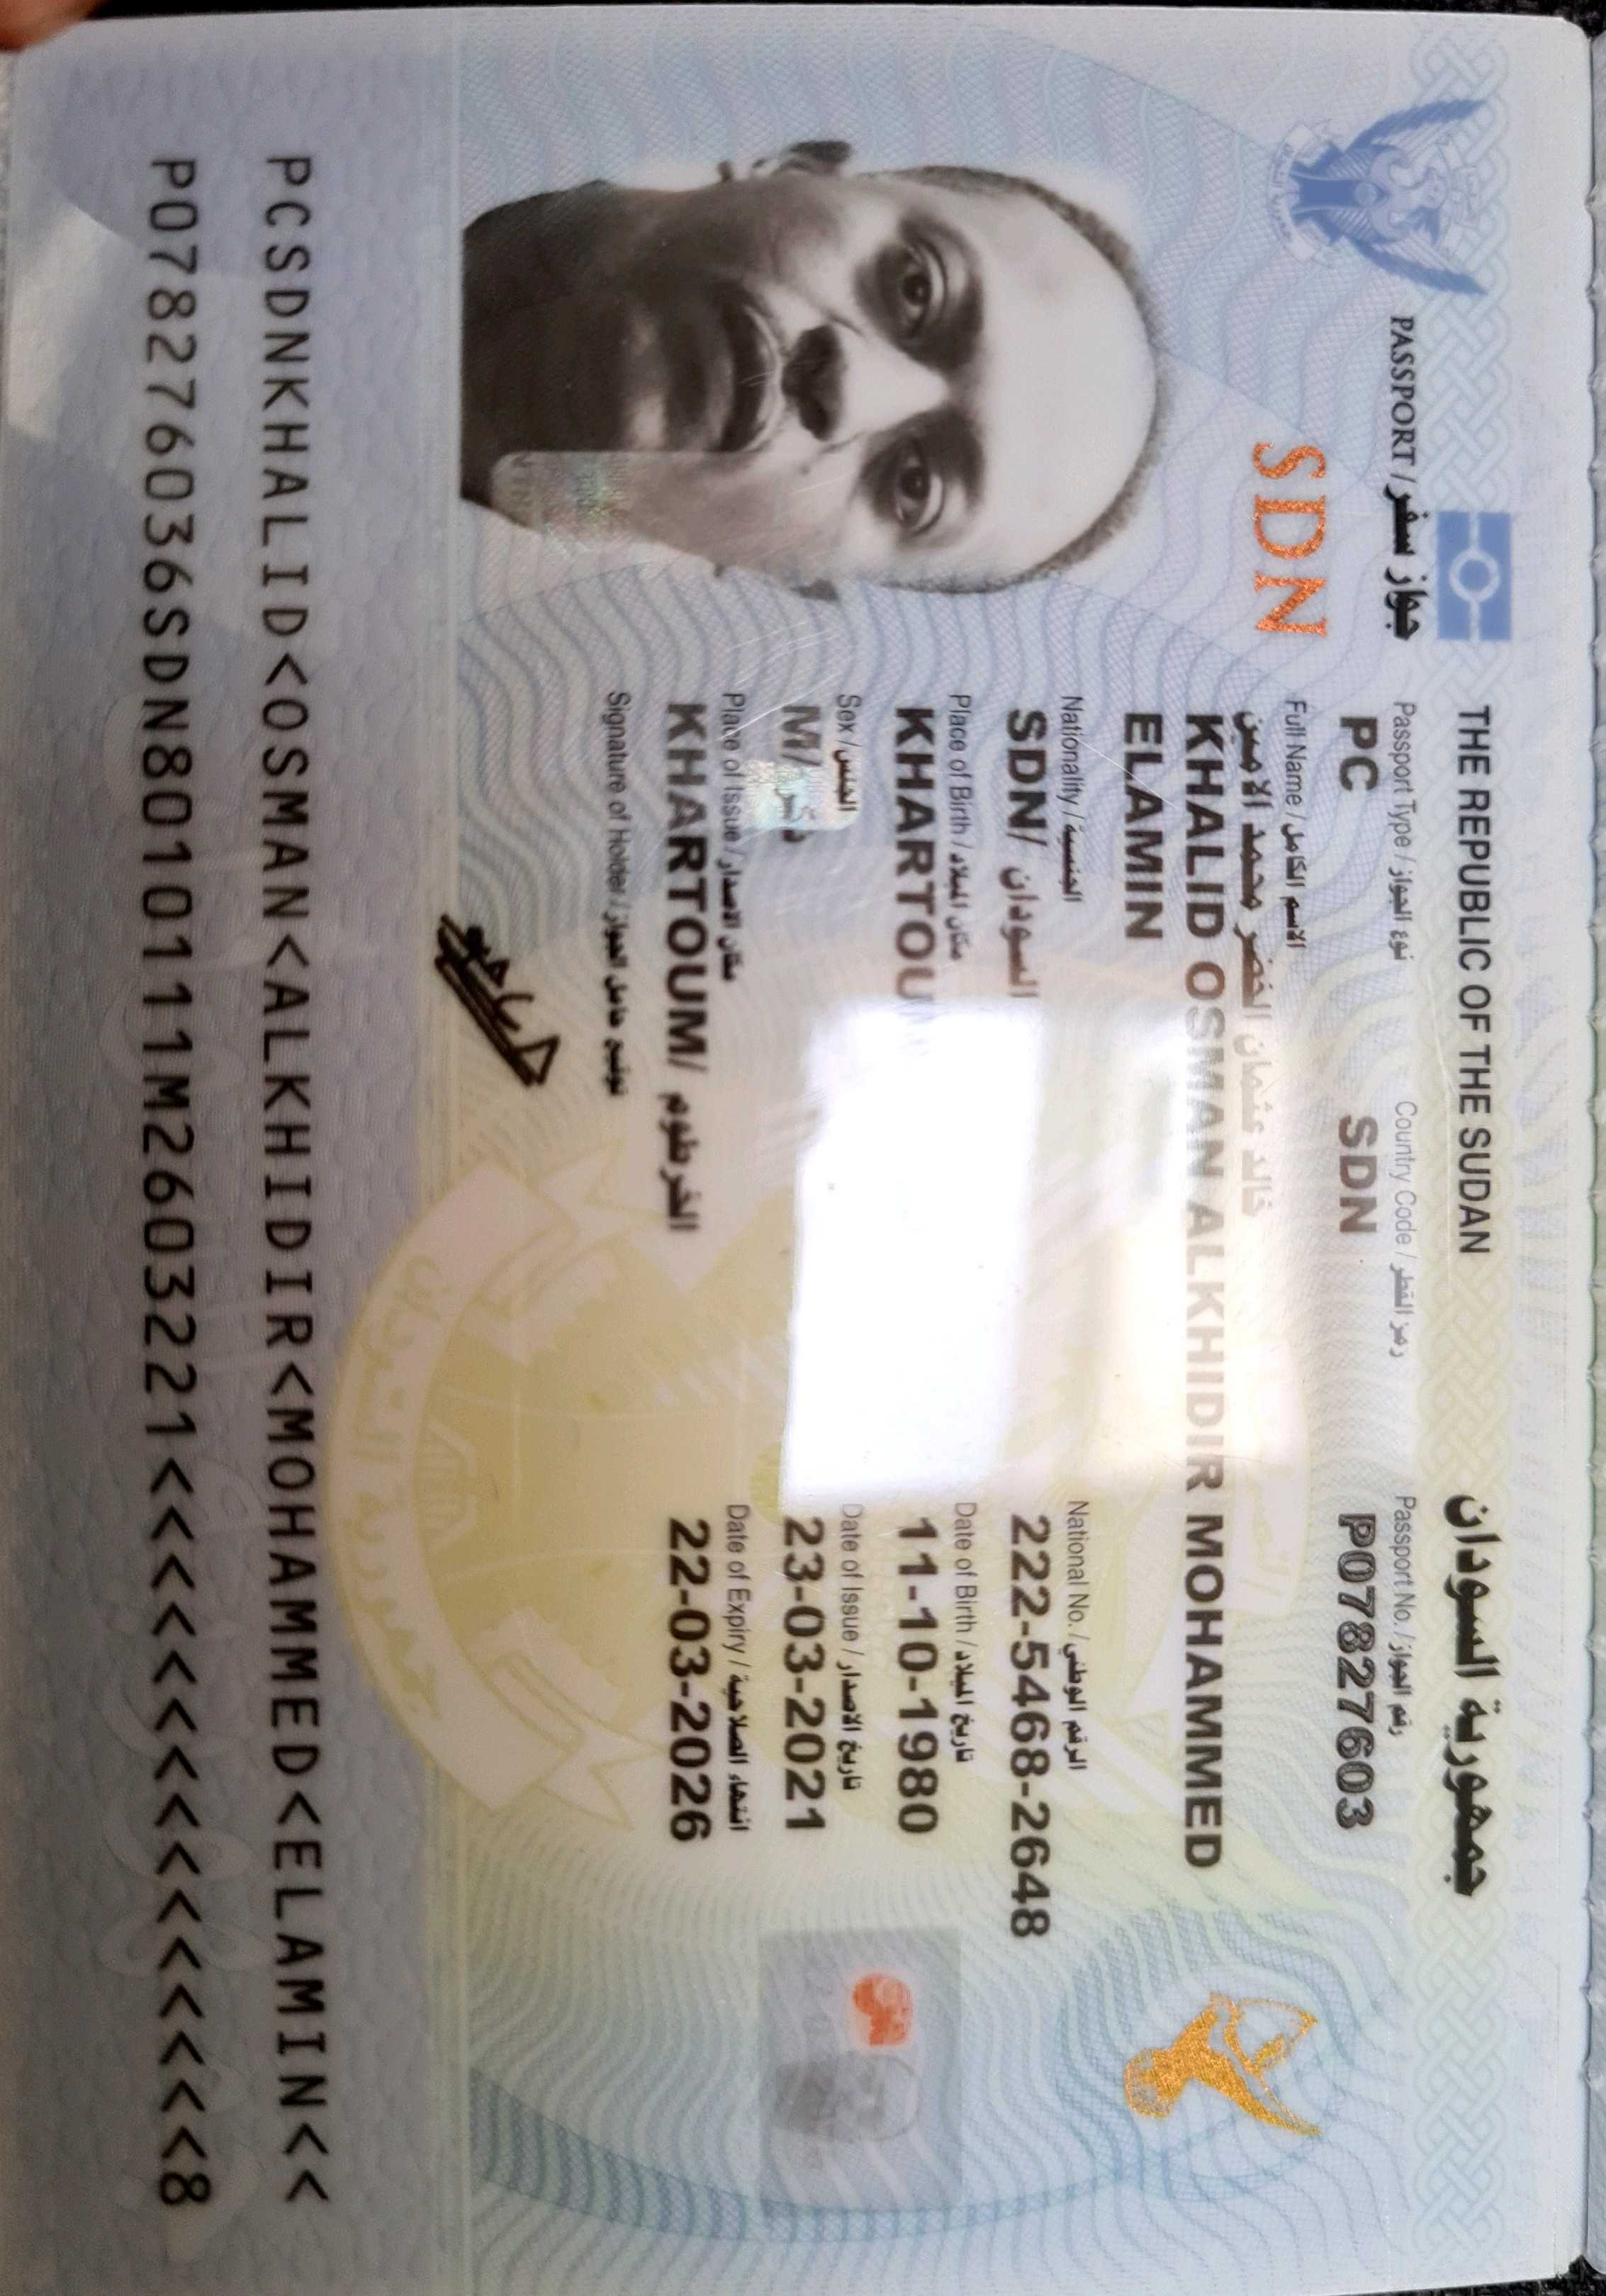 THE REPUBLIC OF THE SUDAN جمهورية السودان
PASSPORT / جواز سفر
Passport Type / نوع الجواز Country Code / رمز القطر Passport No. / رقم الجواز
PC SDN P07827603
SDN
Full Name / الاسم الكامل
خالد عثمان الخضر محمد الامين
KHALID OSMAN ALKHIDIR MOHAMMED
ELAMIN
Nationality / الجنسية National No. / الرقم الوطني
SDN/ السودان 222-5468-2648
Place of Birth / مكان الميلاد Date of Birth / تاريخ الميلاد
11-10-1980
Sex / الجنس Date of Issue / تاريخ الاصدار
M/ ذكر 23-03-2021
Place of Issue / مكان الاصدار Date of Expiry / انتهاء الصلاحية
KHARTOUM/ الخرطوم 22-03-2026
Signature of Holder / توقيع حامل الجواز
PCSDNKHALID<OSMAN<ALKHIDIR<MOHAMMED<ELAMIN<<
P078276036SDN8010111M2603221<<<<<<<<<<<<<<<8